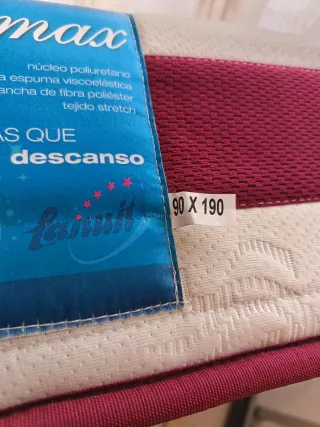 max
núcleo poliuretano
a espuma viscoelástica
ancha de fibra poliéster
tejido stretch
AS QUE
descanso
90 X 190